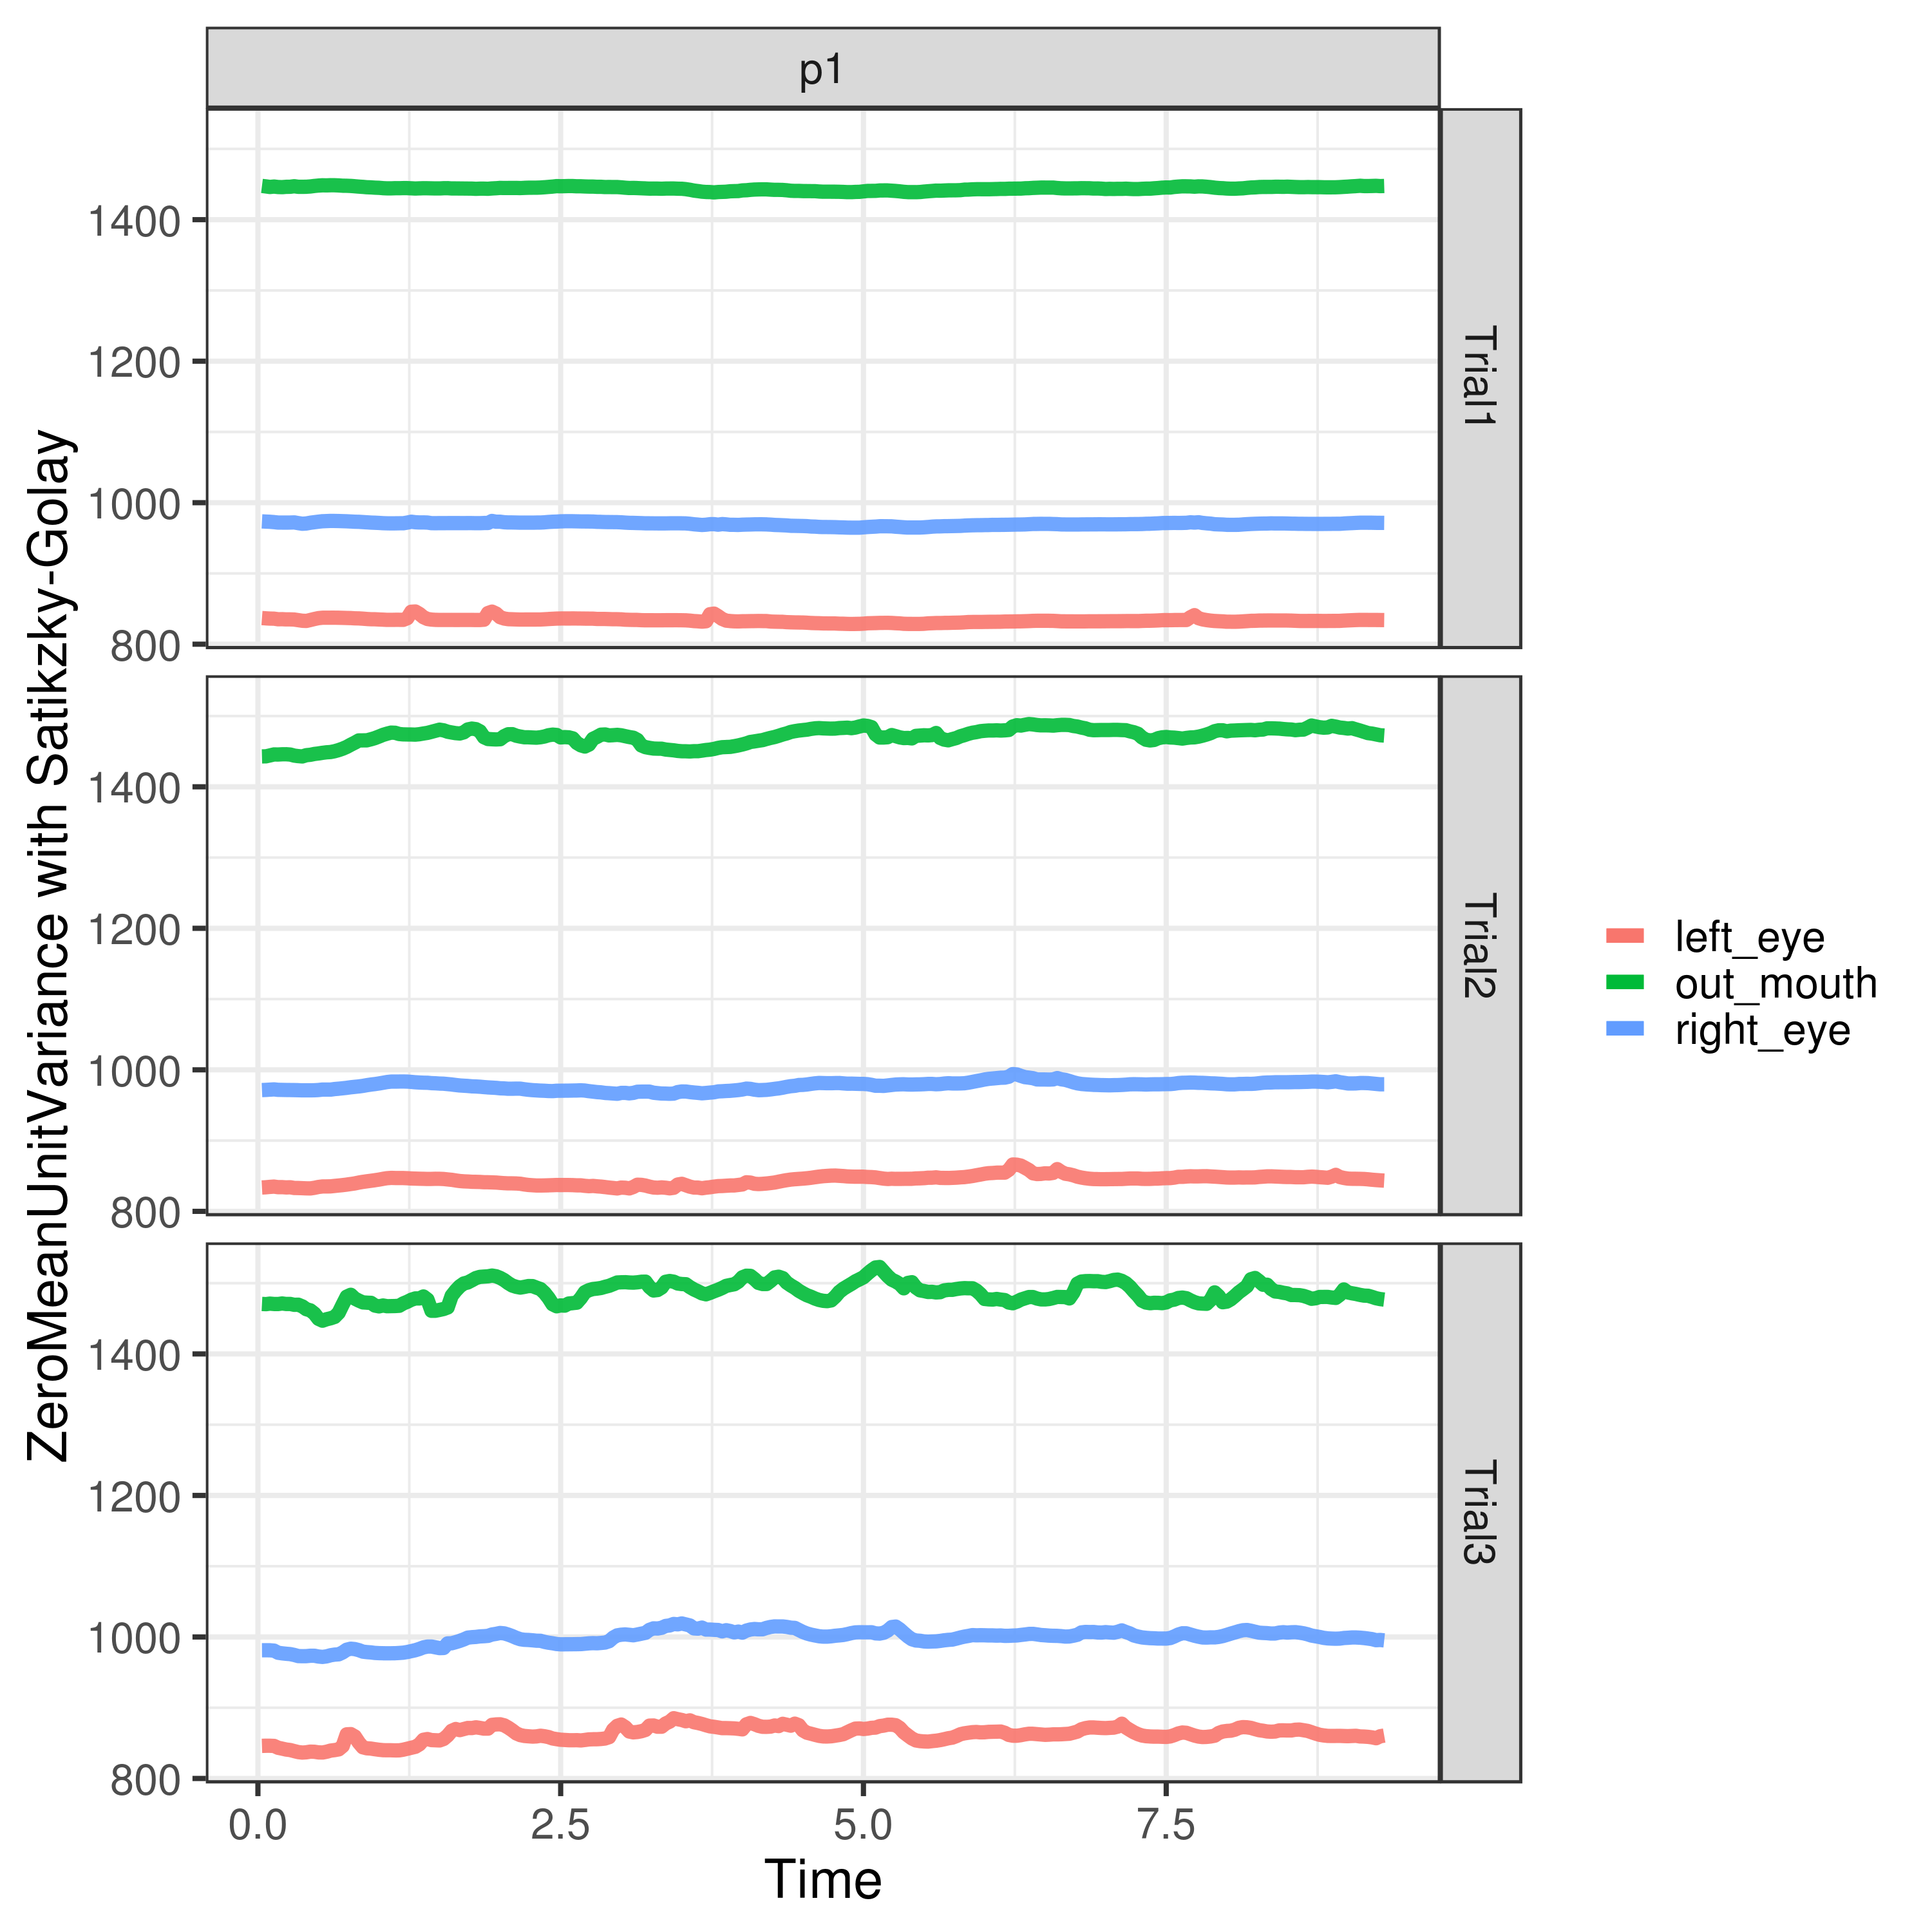 p1
ZeroMeanUnitVariance with Satikzky-Golay
1400
1200
1000
800
Trial1
1400
1200
1000
800
Trial2
1400
1200
1000
800
Trial3
0.0 2.5 5.0 7.5
Time
left_eye
out_mouth
right_eye